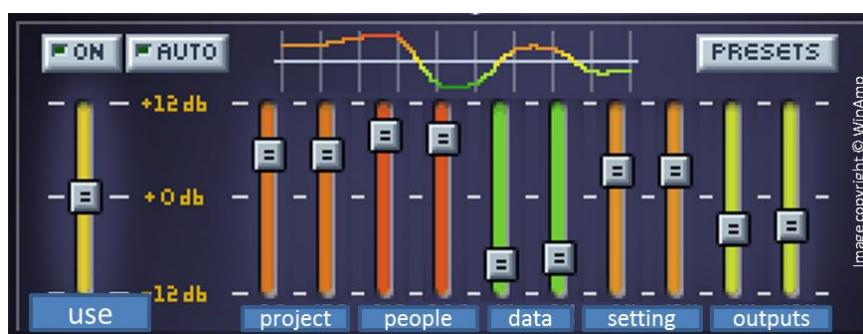 ON
AUTO
PRESETS
+12 db
+0 db
-12 db
use
project
people
data
setting
outputs
Image copyright © WinAmp